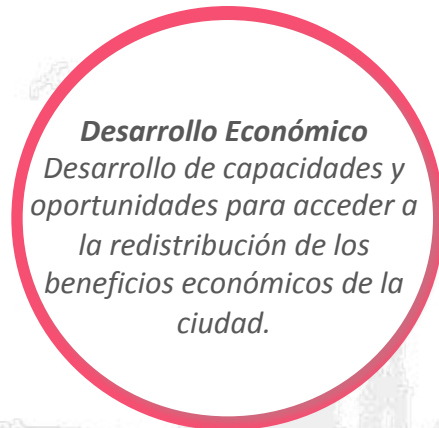 Desarrollo Económico
Desarrollo de capacidades y
oportunidades para acceder a
la redistribución de los
beneficios económicos de la
ciudad.